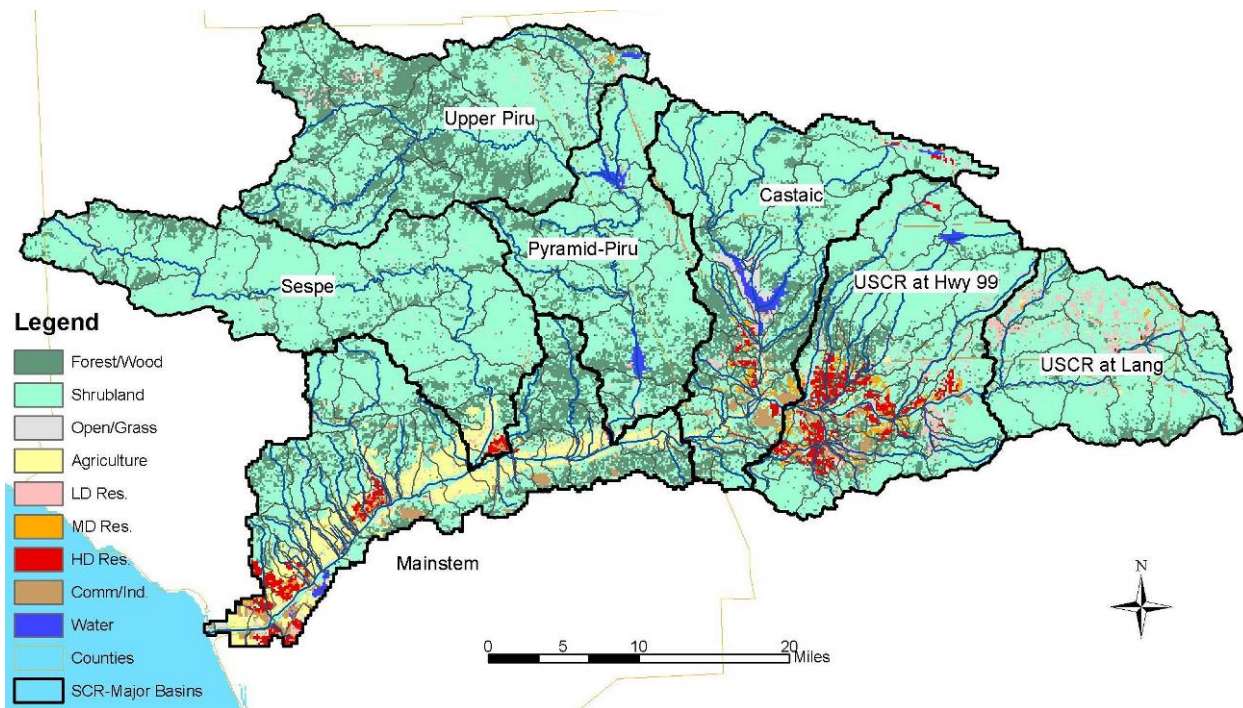 Upper Piru
Castaic
Pyramid-Piru
Sespe
USCR at Hwy 99
USCR at Lang
Mainstem
Legend
Forest/Wood
Shrubland
Open/Grass
Agriculture
LD Res.
MD Res.
HD Res.
Comm/Ind.
Water
Counties
SCR-Major Basins
N
0 5 10 20
Miles